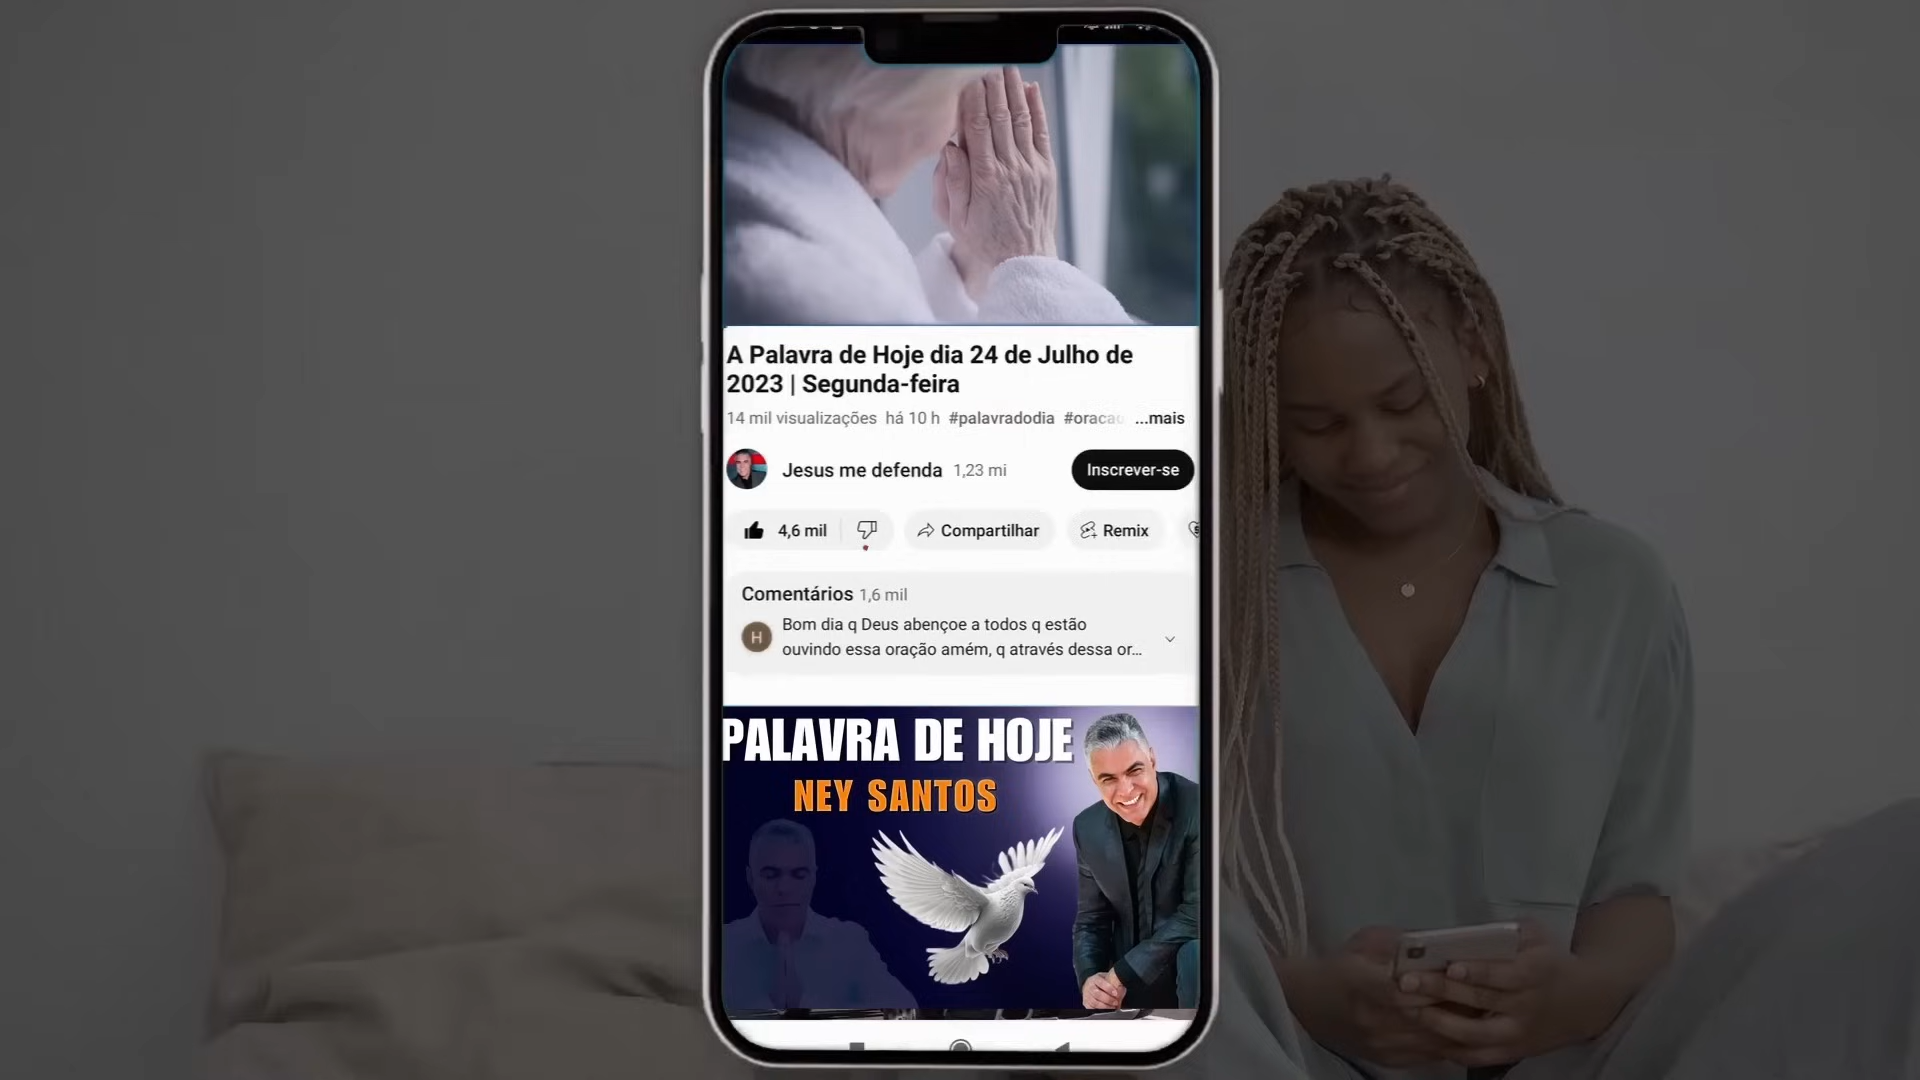 A Palavra de Hoje dia 24 de Julho de
2023 | Segunda-feira
14 mil visualizações há 10 h #palavradodia #oracao ...mais
Jesus me defenda 1,23 mi Inscrever-se
4,6 mil Compartilhar Remix
Comentários 1,6 mil
H Bom dia q Deus abençoe a todos q estão
ouvindo essa oração amém, q através dessa or...
PALAVRA DE HOJE
NEY SANTOS